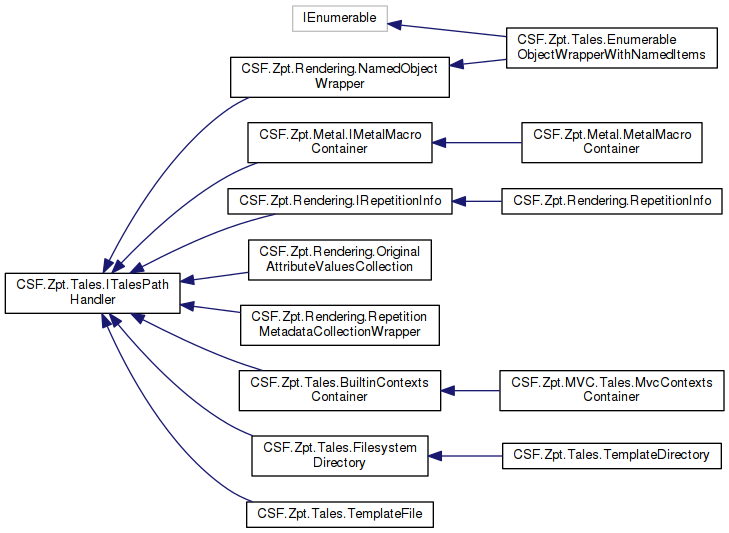 IEnumerable
CSF.Zpt.Tales.Enumerable
ObjectWrapperWithNamedItems
CSF.Zpt.Rendering.NamedObject
Wrapper
CSF.Zpt.Metal.IMetalMacro
Container
CSF.Zpt.Metal.MetalMacro
Container
CSF.Zpt.Rendering.IRepetitionInfo
CSF.Zpt.Rendering.RepetitionInfo
CSF.Zpt.Rendering.Original
AttributeValuesCollection
CSF.Zpt.Tales.ITalesPath
Handler
CSF.Zpt.Rendering.Repetition
MetadataCollectionWrapper
CSF.Zpt.Tales.BuiltinContexts
Container
CSF.Zpt.MVC.Tales.MvcContexts
Container
CSF.Zpt.Tales.Filesystem
Directory
CSF.Zpt.Tales.TemplateDirectory
CSF.Zpt.Tales.TemplateFile